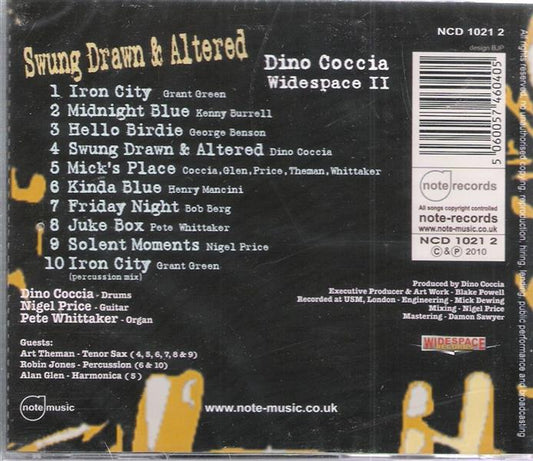 Swung Drawn & Altered
Dino Coccia
Widespace II
1 Iron City Grant Green
2 Midnight Blue Kenny Burrell
3 Hello Birdie George Benson
4 Swung Drawn & Altered Dino Coccia
5 Mick's Place Coccia,Glen,Price,Theman,Whittaker
6 Kinda Blue Henry Mancini
7 Friday Night Bob Berg
8 Juke Box Pete Whittaker
9 Solent Moments Nigel Price
10 Iron City Grant Green
(percussion mix)
Dino Coccia - Drums
Nigel Price - Guitar
Pete Whittaker - Organ
Guests:
Art Theman - Tenor Sax ( 4, 5, 6, 7, 8 & 9)
Robin Jones - Percussion (6 & 10)
Alan Glen - Harmonica ( 5 )
note music
www.note-music.co.uk
NCD 1021 2
design BJP
5 060057 460405
note records
All songs copyright controlled
note-records
www.note-music.co.uk
NCD 1021 2
C & P 2010
Produced by Dino Coccia
Executive Producer & Art Work - Blake Powell
Recorded at USM, London - Engineering - Mick Dewing
Mixing - Nigel Price
Mastering - Damon Sawyer
WIDESPACE
All rights reserved, no unauthorised copying, reproduction, hiring, lending, public performance and broadcasting